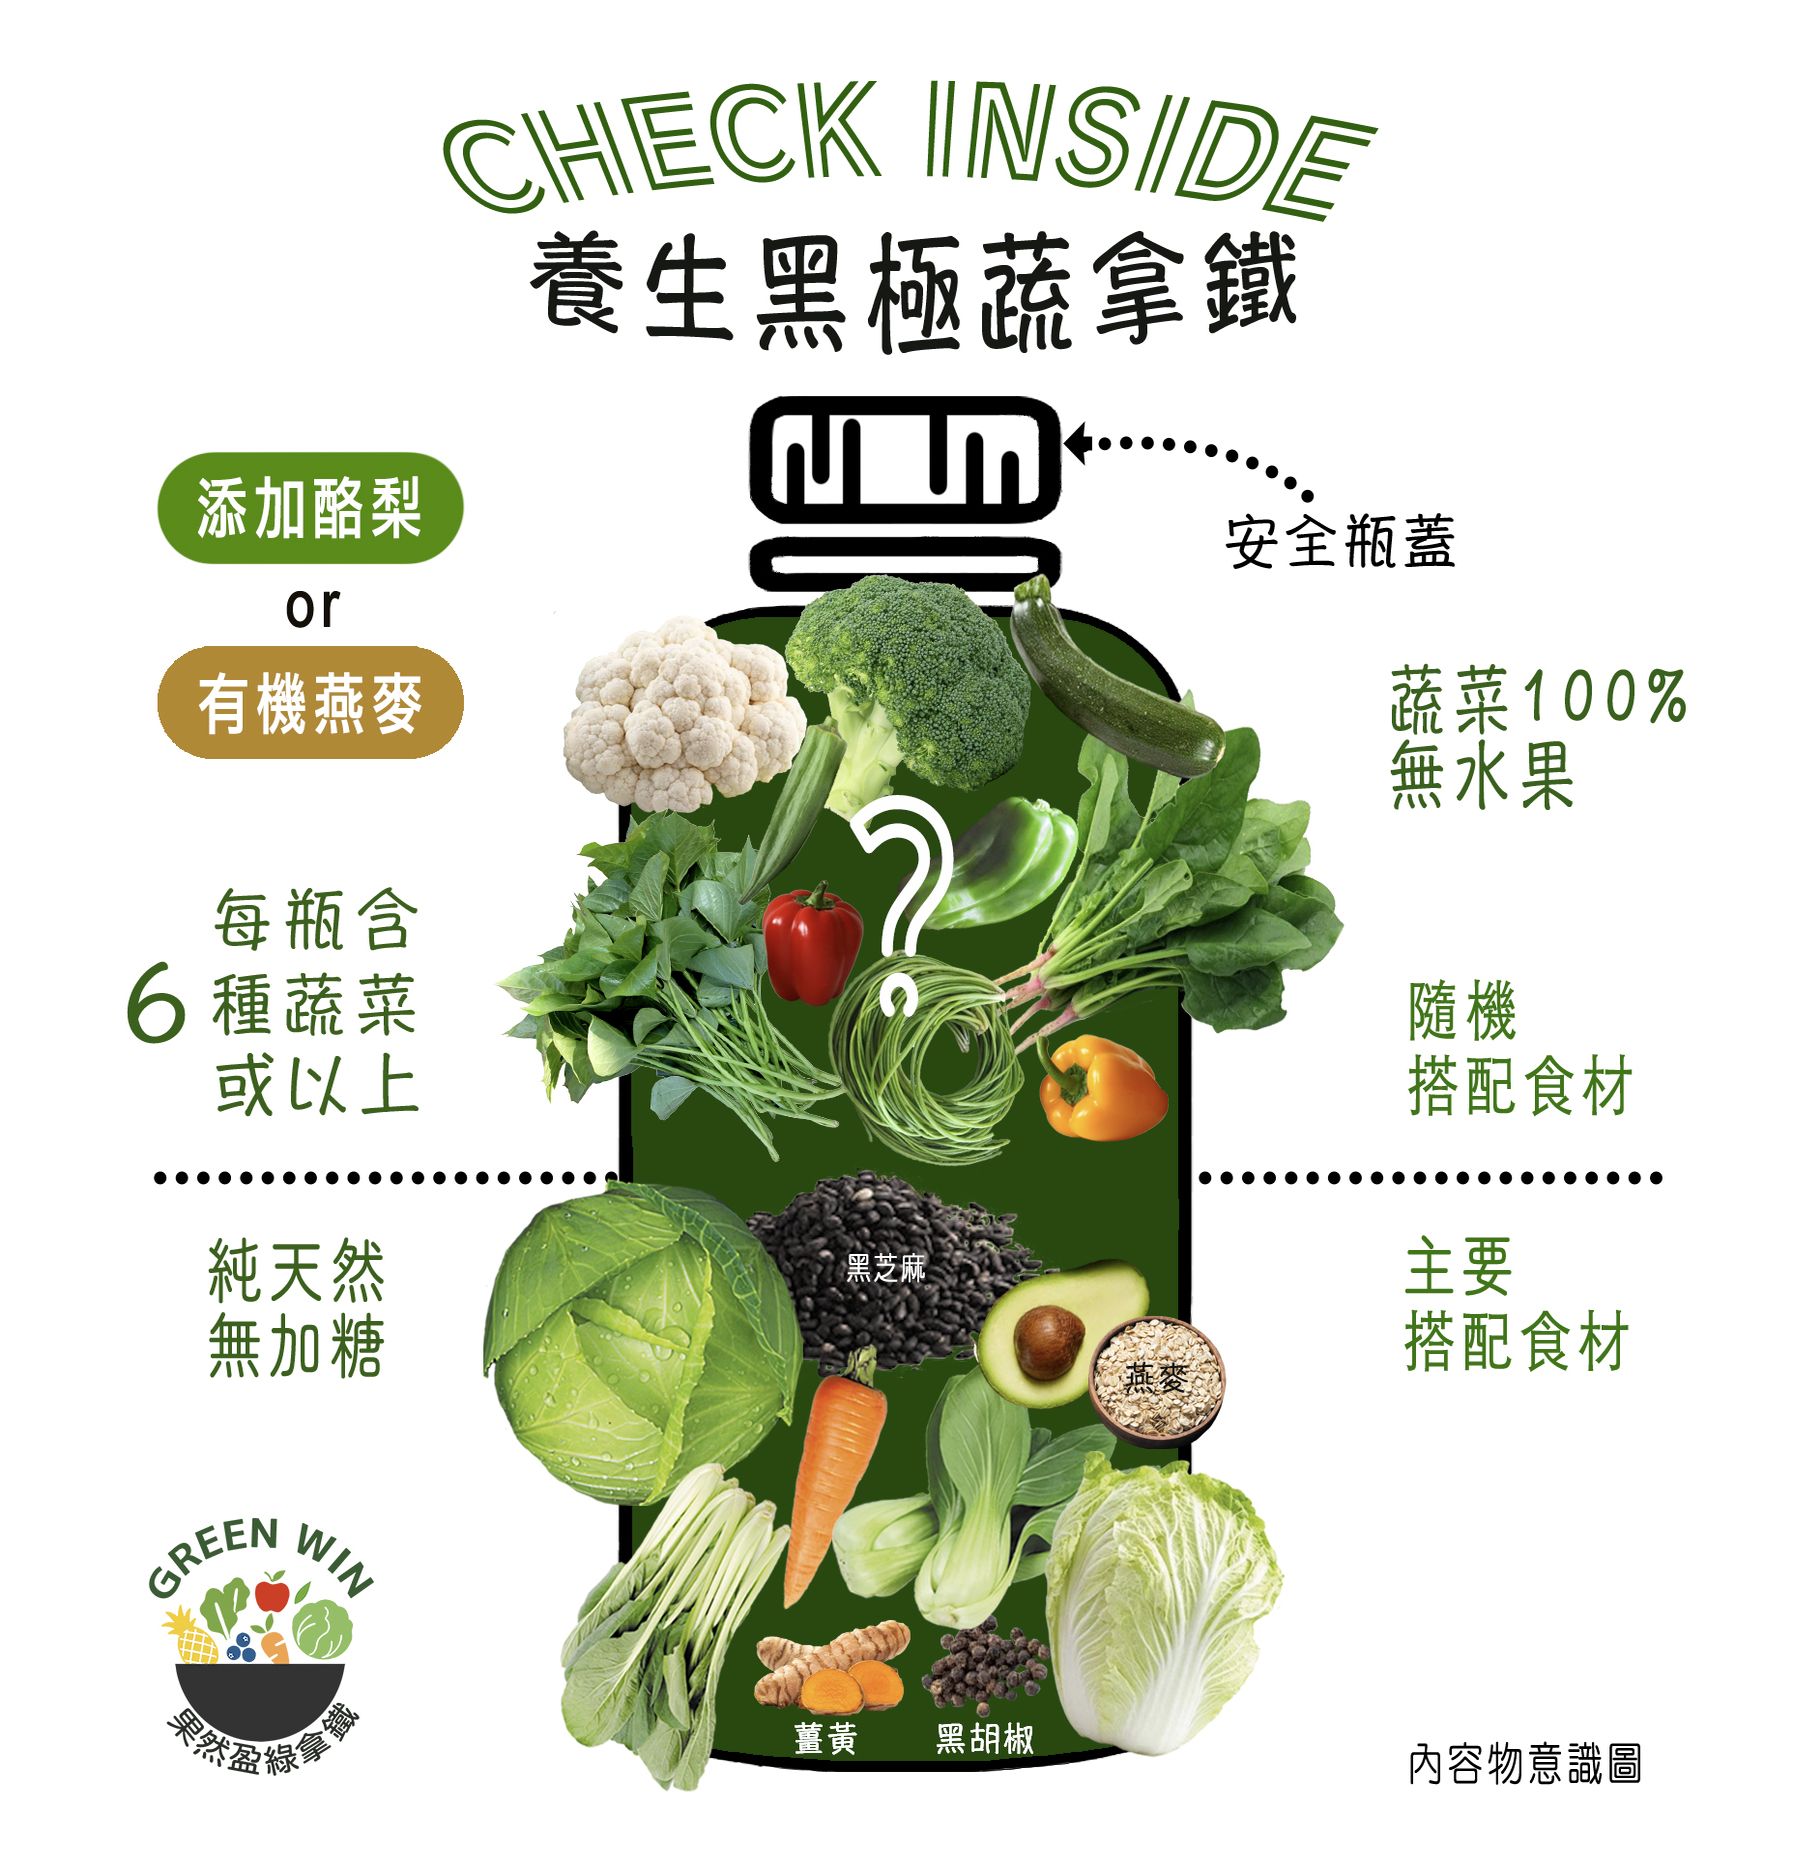 CHECK INSIDE
養生黑極蔬拿鐵
安全瓶蓋
添加酪梨
or
有機燕麥
蔬菜100%
無水果
每瓶含
6種蔬菜
或以上
?
隨機
搭配食材
純天然
無加糖
黑芝麻
燕麥
主要
搭配食材
薑黃
黑胡椒
GREEN WIN
果然盈綠拿鐵
內容物意識圖